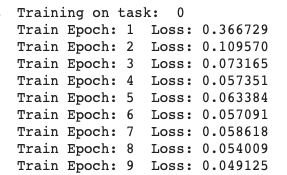 Training on task:  0
Train Epoch: 1  Loss: 0.366729
Train Epoch: 2  Loss: 0.109570
Train Epoch: 3  Loss: 0.073165
Train Epoch: 4  Loss: 0.057351
Train Epoch: 5  Loss: 0.063384
Train Epoch: 6  Loss: 0.057091
Train Epoch: 7  Loss: 0.058618
Train Epoch: 8  Loss: 0.054009
Train Epoch: 9  Loss: 0.049125